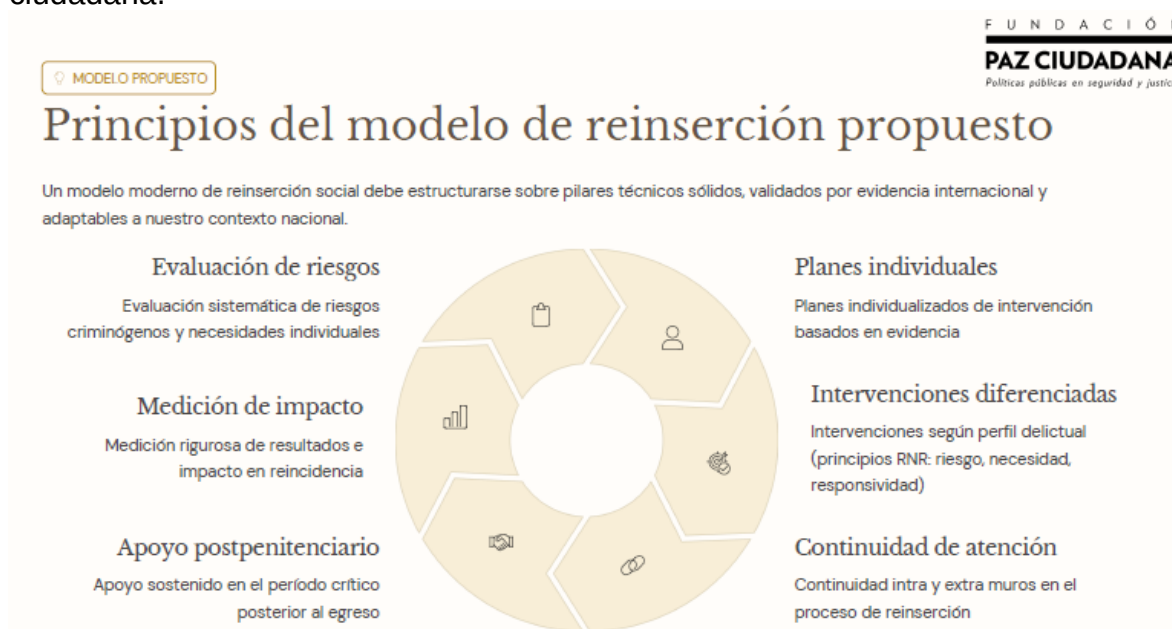 ciudadana.
FUNDACIÓ
PAZ CIUDADANA
Políticas públicas en seguridad y justic
MODELO PROPUESTO
Principios del modelo de reinserción propuesto
Un modelo moderno de reinserción social debe estructurarse sobre pilares técnicos sólidos, validados por evidencia internacional y
adaptables a nuestro contexto nacional.
Evaluación de riesgos
Evaluación sistemática de riesgos
criminógenos y necesidades individuales
Planes individuales
Planes individualizados de intervención
basados en evidencia
Medición de impacto
Medición rigurosa de resultados e
impacto en reincidencia
Intervenciones diferenciadas
Intervenciones según perfil delictual
(principios RNR: riesgo, necesidad,
responsividad)
Apoyo postpenitenciario
Apoyo sostenido en el período crítico
posterior al egreso
Continuidad de atención
Continuidad intra y extra muros en el
proceso de reinserción